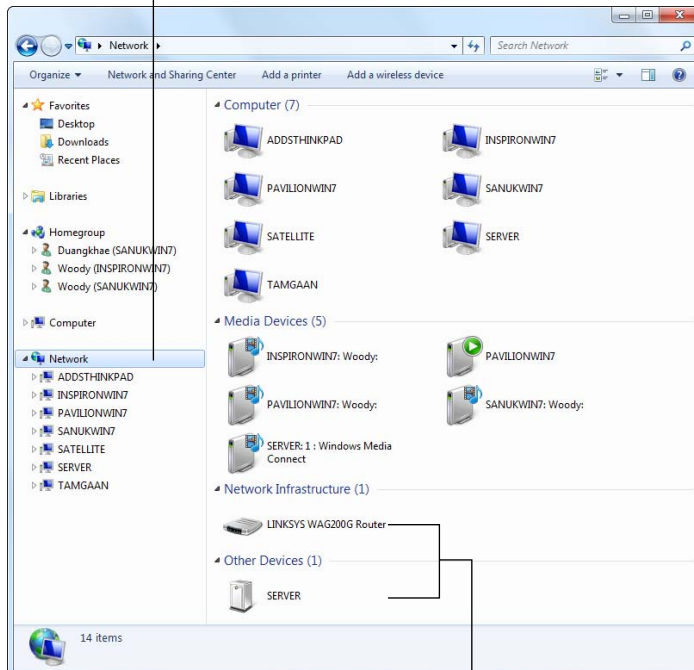 Network
Search Network
Organize
Network and Sharing Center
Add a printer
Add a wireless device
Favorites
Desktop
Downloads
Recent Places
Libraries
Homegroup
Duangkhae (SANUKWIN7)
Woody (INSPIRONWIN7)
Woody (SANUKWIN7)
Computer
Network
ADDSTHINKPAD
INSPIRONWIN7
PAVILIONWIN7
SANUKWIN7
SATELLITE
SERVER
TAMGAAN
Computer (7)
ADDSTHINKPAD
INSPIRONWIN7
PAVILIONWIN7
SANUKWIN7
SATELLITE
SERVER
TAMGAAN
Media Devices (5)
INSPIRONWIN7: Woody:
PAVILIONWIN7
PAVILIONWIN7: Woody:
SANUKWIN7: Woody:
SERVER: 1 : Windows Media
Connect
Network Infrastructure (1)
LINKSYS WAG200G Router
Other Devices (1)
SERVER
14 items